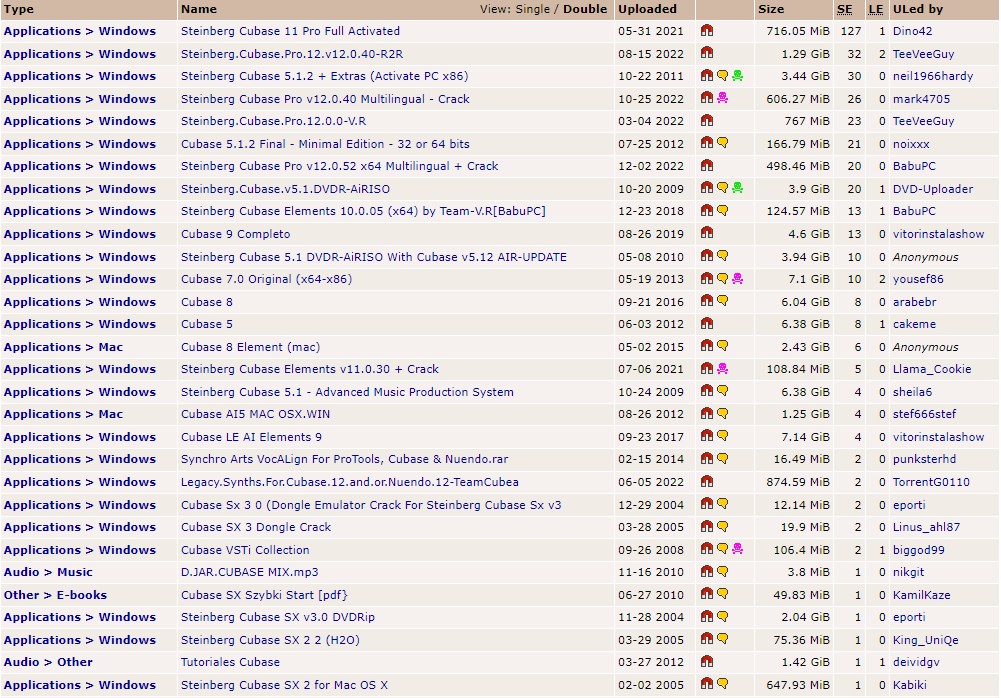 Type Name View: Single / Double Uploaded Size SE LE ULed by
Applications > Windows Steinberg Cubase 11 Pro Full Activated 05-31 2021 716.05 MiB 127 1 Dino42
Applications > Windows Steinberg.Cubase.Pro.12.v12.0.40-R2R 08-15 2022 1.29 GiB 32 2 TeeVeeGuy
Applications > Windows Steinberg Cubase 5.1.2 + Extras (Activate PC x86) 10-22 2011 3.44 GiB 30 0 neil1966hardy
Applications > Windows Steinberg Cubase Pro v12.0.40 Multilingual - Crack 10-25 2022 606.27 MiB 26 0 mark4705
Applications > Windows Steinberg.Cubase.Pro.12.0.0-V.R 03-04 2022 767 MiB 23 0 TeeVeeGuy
Applications > Windows Cubase 5.1.2 Final - Minimal Edition - 32 or 64 bits 07-25 2012 166.79 MiB 21 0 noixxx
Applications > Windows Steinberg Cubase Pro v12.0.52 x64 Multilingual + Crack 12-02 2022 498.46 MiB 20 0 BabuPC
Applications > Windows Steinberg.Cubase.v5.1.DVDR-AiRISO 10-20 2009 3.9 GiB 20 1 DVD-Uploader
Applications > Windows Steinberg Cubase Elements 10.0.05 (x64) by Team-V.R[BabuPC] 12-23 2018 124.57 MiB 13 1 BabuPC
Applications > Windows Cubase 9 Completo 08-26 2019 4.6 GiB 13 0 vitorinstalashow
Applications > Windows Steinberg Cubase 5.1 DVDR-AiRISO With Cubase v5.12 AIR-UPDATE 05-08 2010 3.94 GiB 10 0 Anonymous
Applications > Windows Cubase 7.0 Original (x64-x86) 05-19 2013 7.1 GiB 10 2 yousef86
Applications > Windows Cubase 8 09-21 2016 6.04 GiB 8 0 arabebr
Applications > Windows Cubase 5 06-03 2012 6.38 GiB 8 1 cakeme
Applications > Mac Cubase 8 Element (mac) 05-02 2015 2.43 GiB 6 0 Anonymous
Applications > Windows Steinberg Cubase Elements v11.0.30 + Crack 07-06 2021 108.84 MiB 5 0 Llama_Cookie
Applications > Windows Steinberg Cubase 5.1 - Advanced Music Production System 10-24 2009 6.38 GiB 4 0 sheila6
Applications > Mac Cubase AI5 MAC OSX.WIN 08-26 2012 1.25 GiB 4 0 stef666stef
Applications > Windows Cubase LE AI Elements 9 09-23 2017 7.14 GiB 4 0 vitorinstalashow
Applications > Windows Synchro Arts VocALign For ProTools, Cubase & Nuendo.rar 02-15 2014 16.49 MiB 2 0 punksterhd
Applications > Windows Legacy.Synths.For.Cubase.12.and.or.Nuendo.12-TeamCubea 06-05 2022 874.59 MiB 2 0 TorrentG0110
Applications > Windows Cubase Sx 3 0 (Dongle Emulator Crack For Steinberg Cubase Sx v3 12-29 2004 12.14 MiB 2 0 eporti
Applications > Windows Cubase SX 3 Dongle Crack 03-28 2005 19.9 MiB 2 0 Linus_ahl87
Applications > Windows Cubase VSTi Collection 09-26 2008 106.4 MiB 2 1 biggod99
Audio > Music D.JAR.CUBASE MIX.mp3 11-16 2010 3.8 MiB 1 0 nikgit
Other > E-books Cubase SX Szybki Start [pdf} 06-27 2010 49.83 MiB 1 0 KamilKaze
Applications > Windows Steinberg Cubase SX v3.0 DVDRip 11-28 2004 2.04 GiB 1 0 eporti
Applications > Windows Steinberg Cubase SX 2 2 (H2O) 03-29 2005 75.36 MiB 1 0 King_UniQe
Audio > Other Tutoriales Cubase 03-27 2012 1.42 GiB 1 1 deividgv
Applications > Windows Steinberg Cubase SX 2 for Mac OS X 02-02 2005 647.93 MiB 1 0 Kabiki